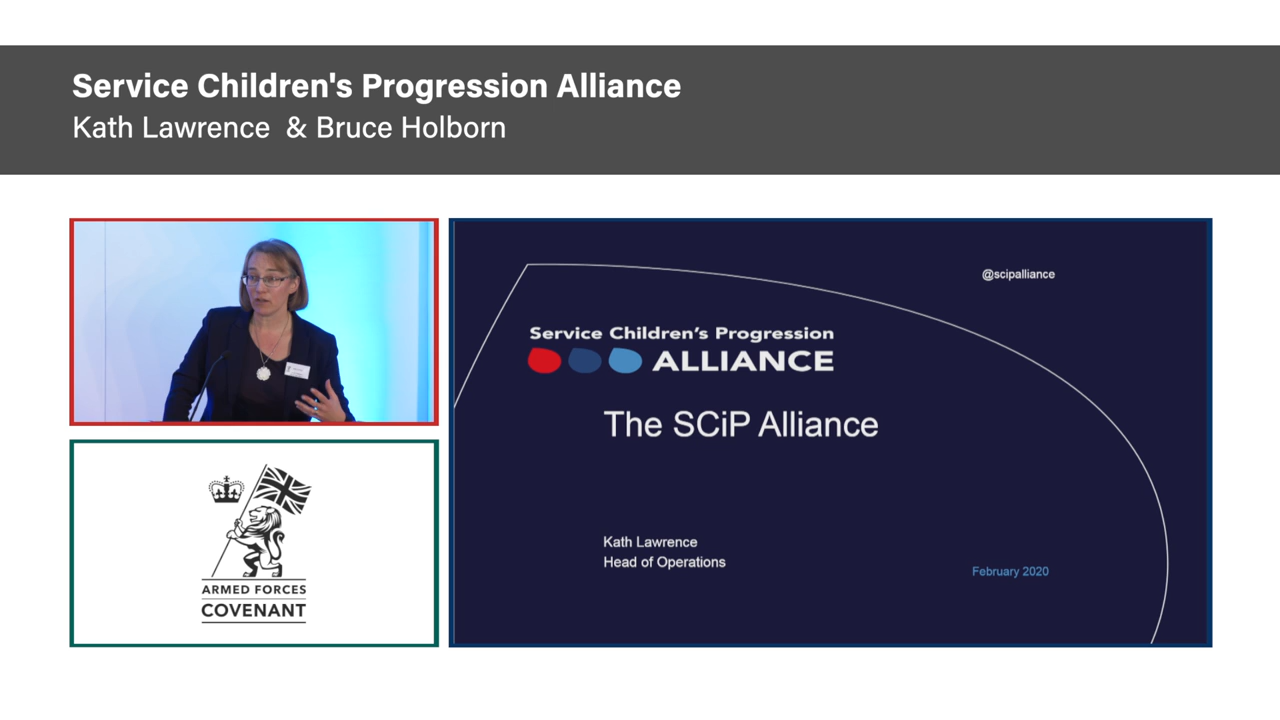 Service Children's Progression Alliance
Kath Lawrence & Bruce Holborn
@scipalliance
Service Children's Progression
ALLIANCE
The SCiP Alliance
Kath Lawrence
Head of Operations
February 2020
ARMED FORCES
COVENANT